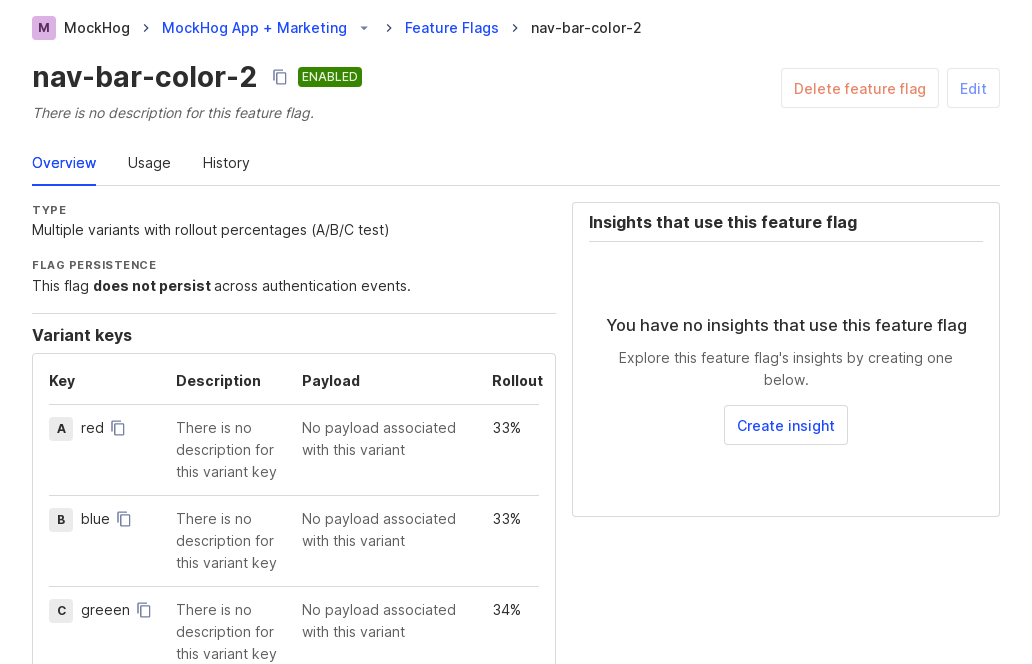 M MockHog MockHog App + Marketing Feature Flags nav-bar-color-2
nav-bar-color-2 ENABLED
Delete feature flag Edit
There is no description for this feature flag.
Overview Usage History
TYPE
Multiple variants with rollout percentages (A/B/C test)
FLAG PERSISTENCE
This flag does not persist across authentication events.
Variant keys
Key Description Payload Rollout
A red There is no No payload associated 33%
description for with this variant
this variant key
B blue There is no No payload associated 33%
description for with this variant
this variant key
C greeen There is no No payload associated 34%
description for with this variant
this variant key
Insights that use this feature flag
You have no insights that use this feature flag
Explore this feature flag's insights by creating one
below.
Create insight